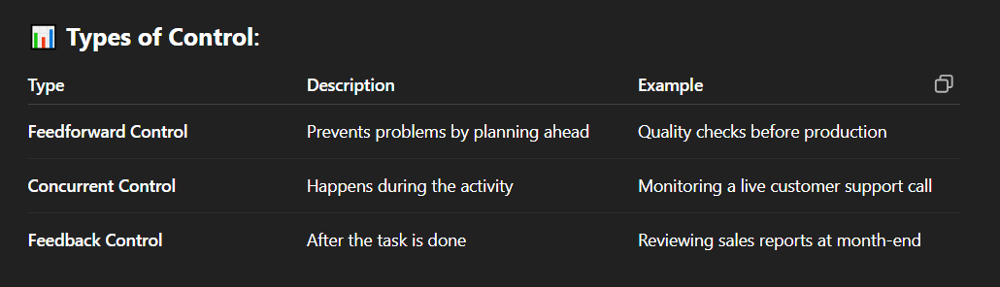 📊 Types of Control:
Type Description Example
Feedforward Control Prevents problems by planning ahead Quality checks before production
Concurrent Control Happens during the activity Monitoring a live customer support call
Feedback Control After the task is done Reviewing sales reports at month-end